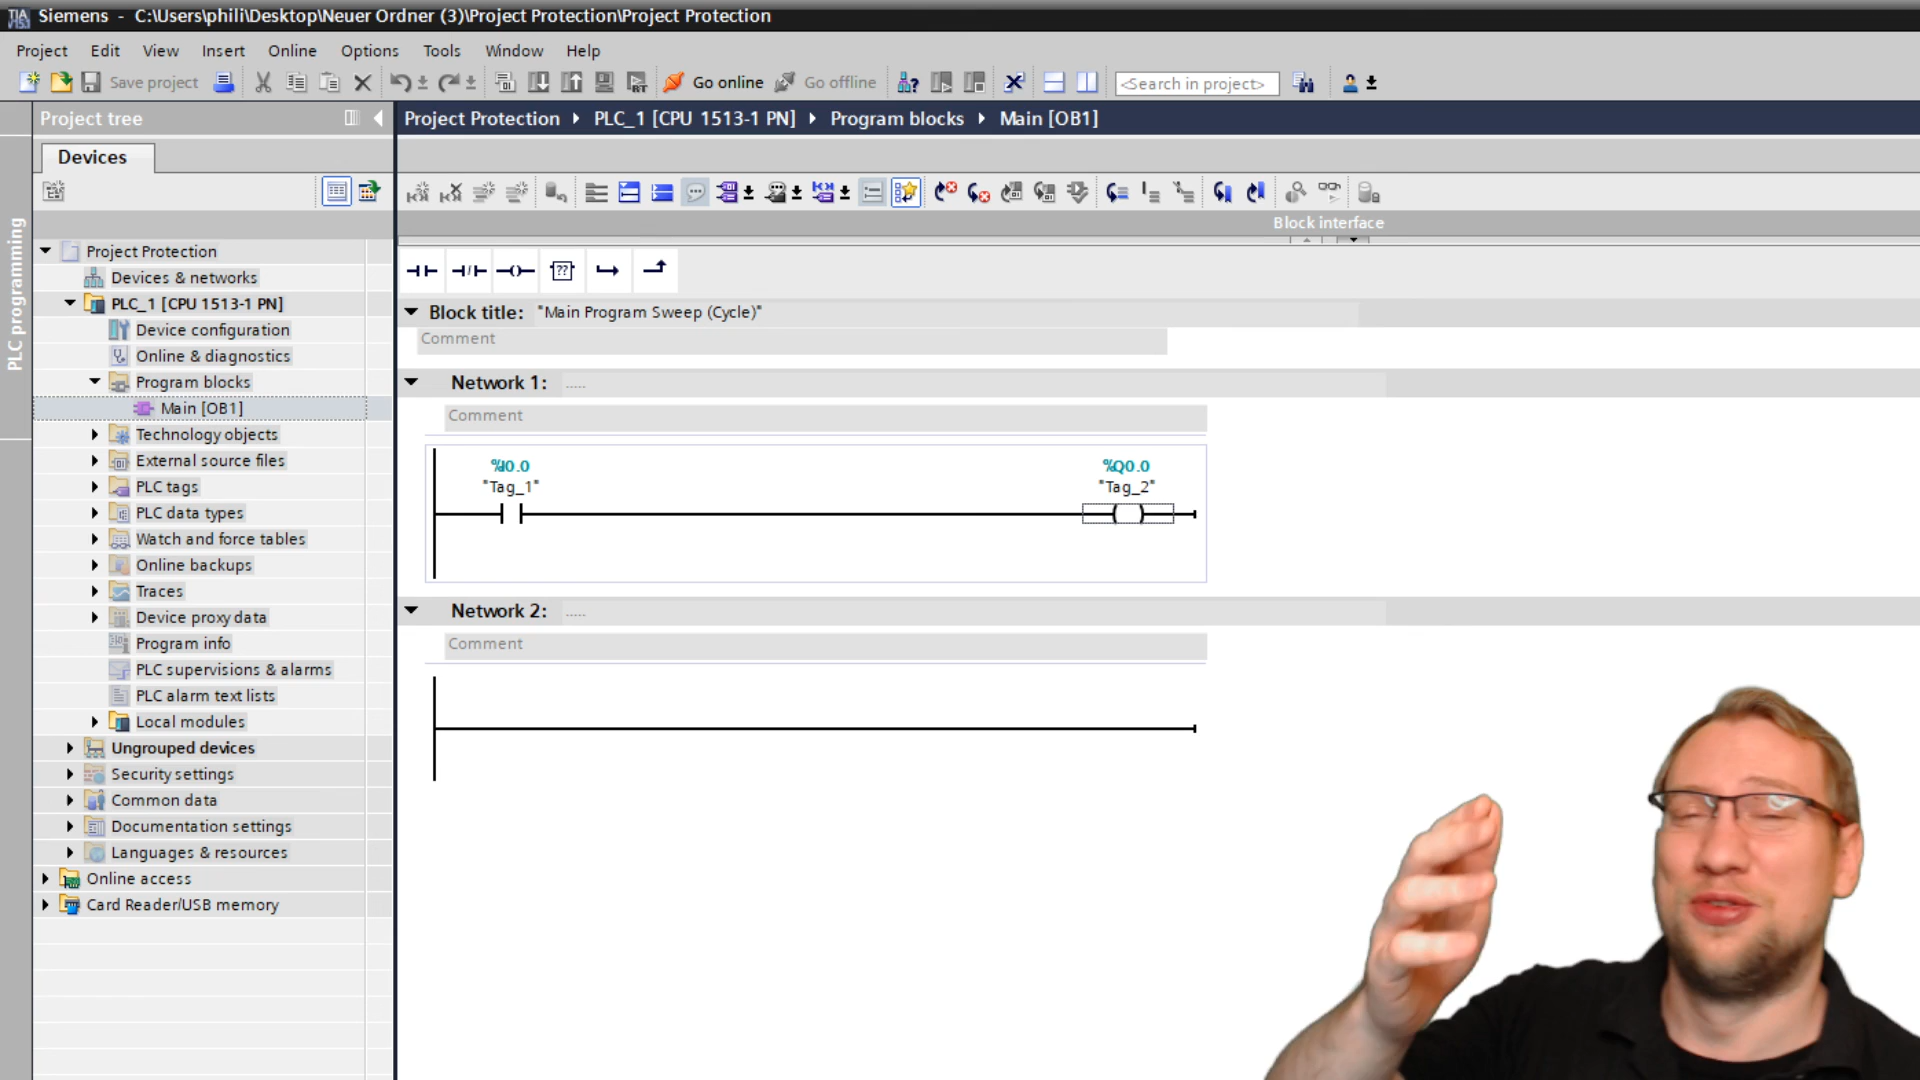 Siemens - C:\Users\phili\Desktop\Neuer Ordner (3)\Project Protection\Project Protection
Project Edit View Insert Online Options Tools Window Help
Save project Go online Go offline <Search in project>
Project tree
Project Protection PLC_1 [CPU 1513-1 PN] Program blocks Main [OB1]
Devices
Block interface
PLC programming
Project Protection
Devices & networks
PLC_1 [CPU 1513-1 PN]
Device configuration
Online & diagnostics
Program blocks
Main [OB1]
Technology objects
External source files
PLC tags
PLC data types
Watch and force tables
Online backups
Traces
Device proxy data
Program info
PLC supervisions & alarms
PLC alarm text lists
Local modules
Ungrouped devices
Security settings
Common data
Documentation settings
Languages & resources
Online access
Card Reader/USB memory
??
Block title: "Main Program Sweep (Cycle)"
Comment
Network 1: .....
Comment
%I0.0
"Tag_1"
%Q0.0
"Tag_2"
Network 2: .....
Comment